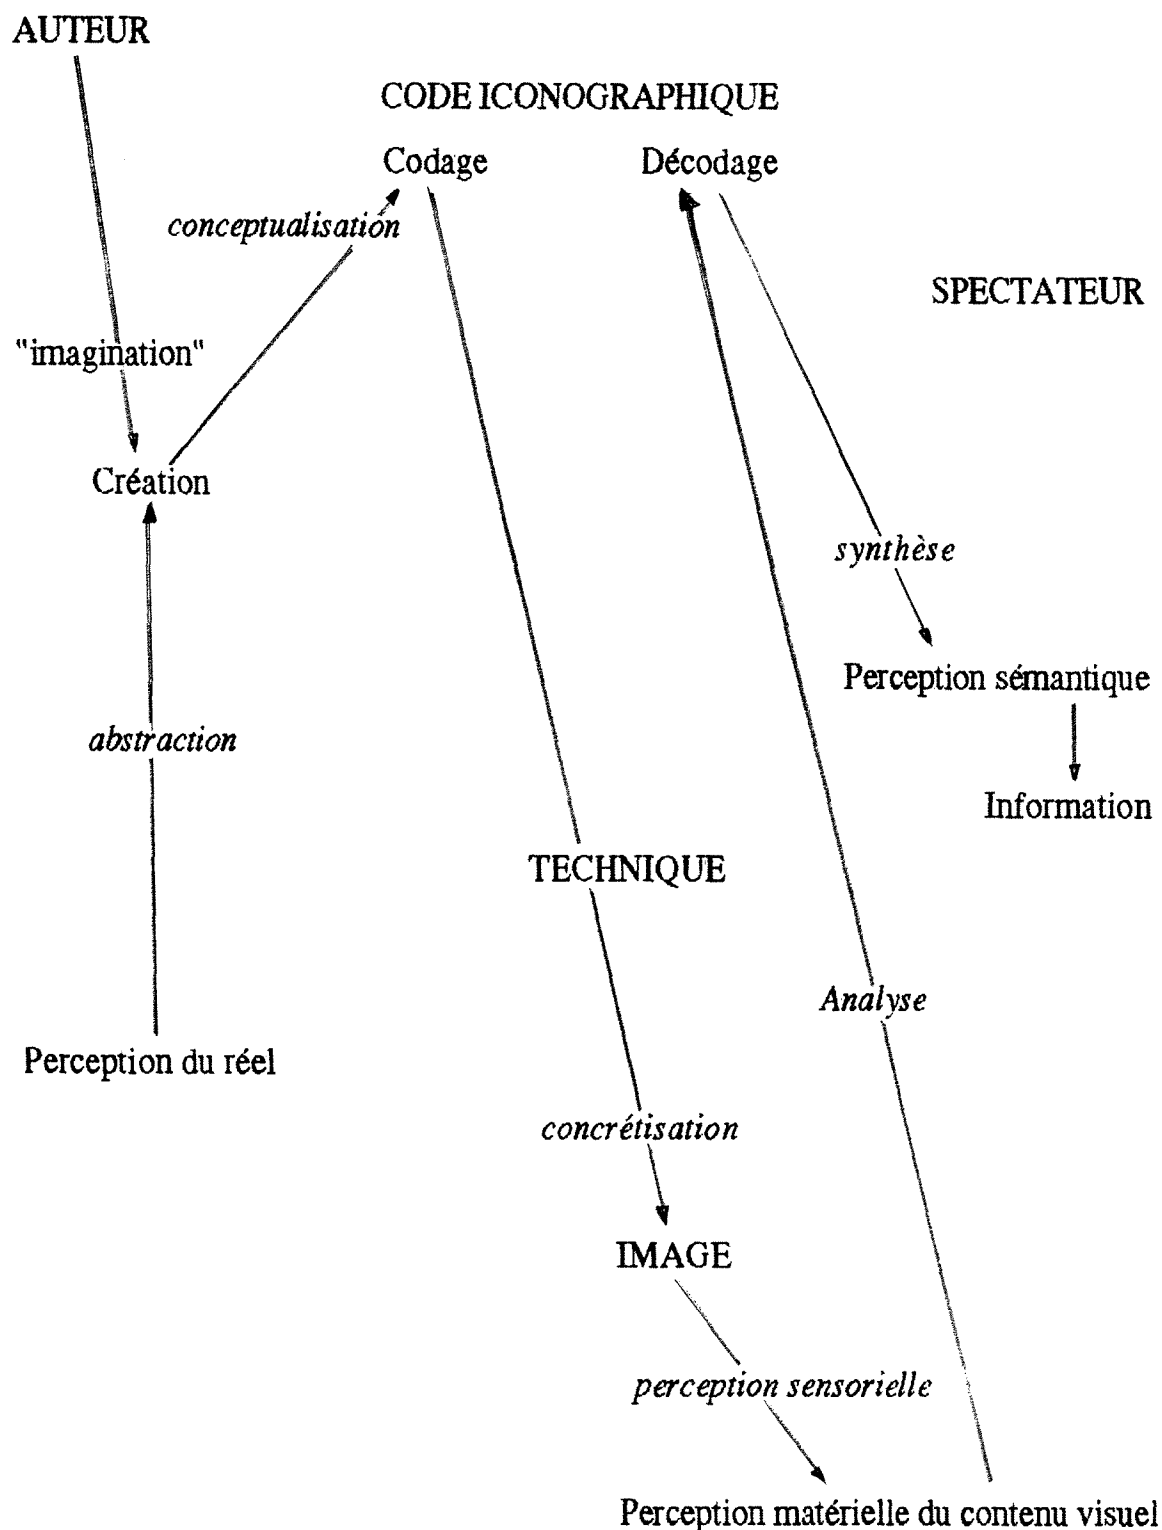 AUTEUR
CODE ICONOGRAPHIQUE
Codage
Décodage
conceptualisation
SPECTATEUR
"imagination"
Création
synthèse
Perception sémantique
abstraction
Information
TECHNIQUE
Analyse
Perception du réel
concrétisation
IMAGE
perception sensorielle
Perception matérielle du contenu visuel